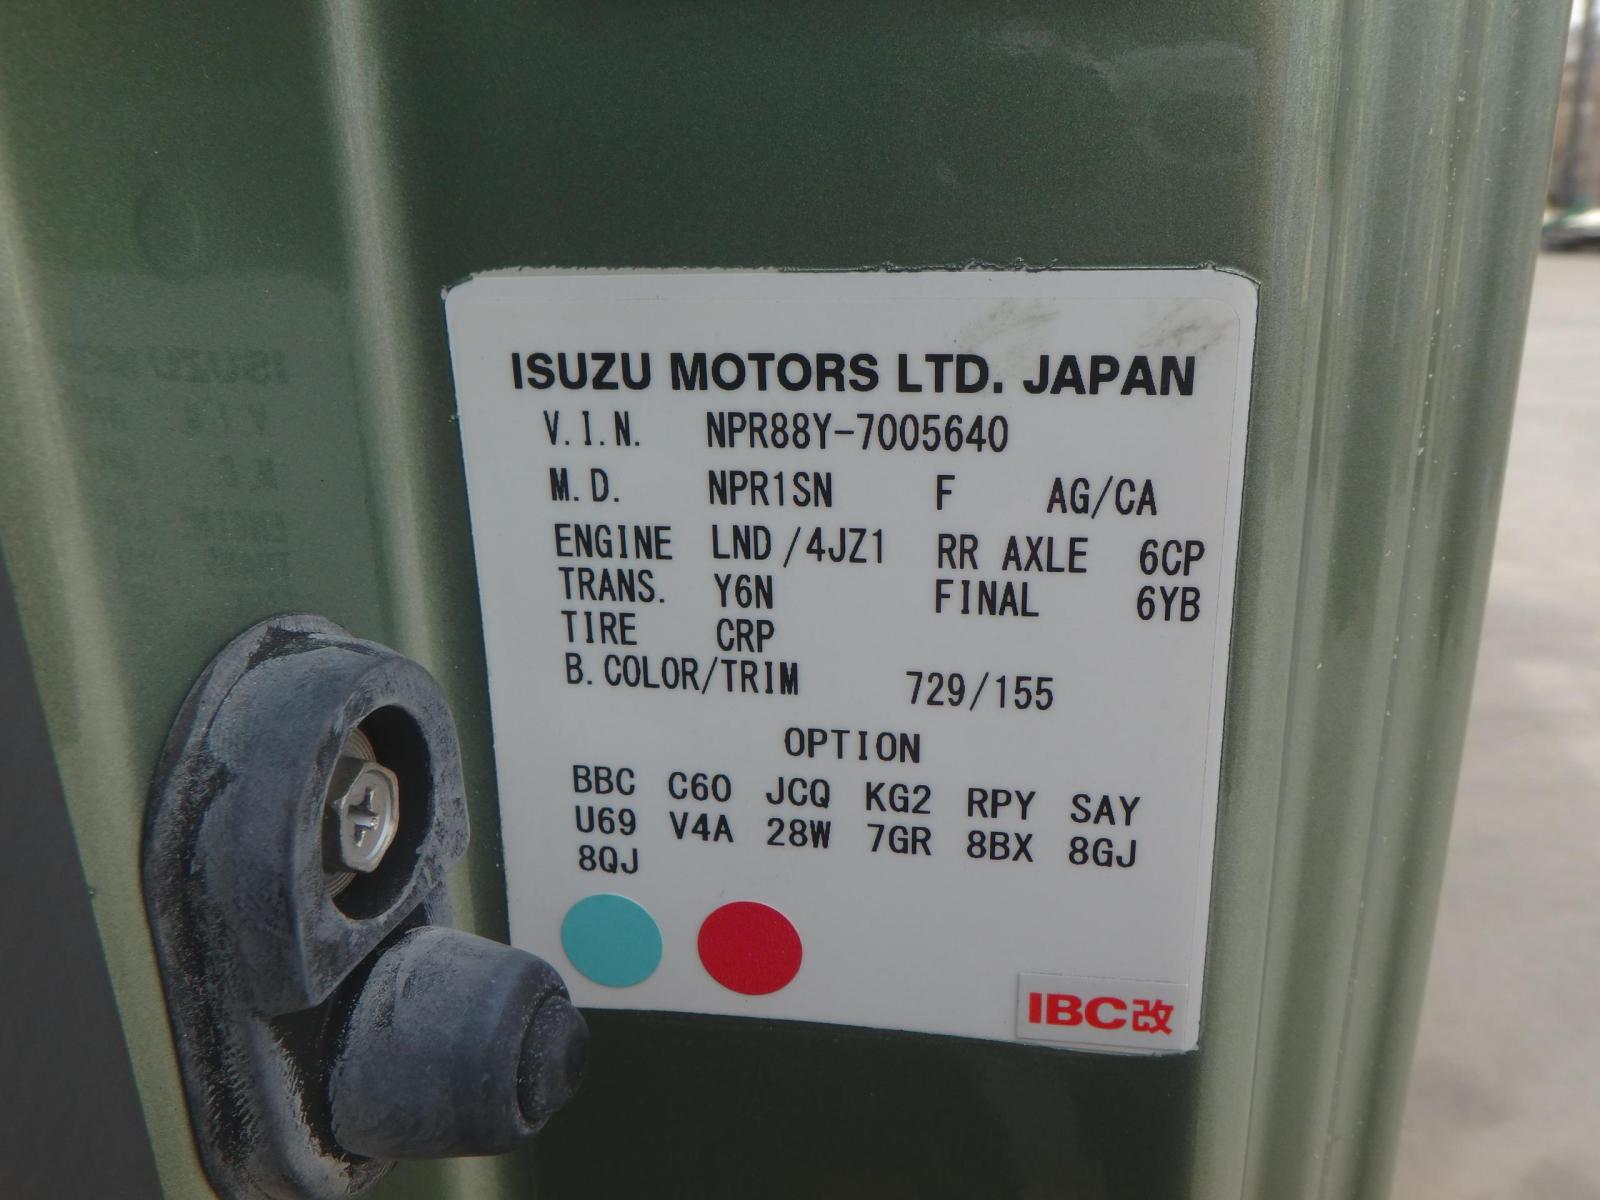 ISUZU MOTORS LTD. JAPAN
V.I.N. NPR88Y-7005640
M.D. NPR1SN F AG/CA
ENGINE LND /4JZ1 RR AXLE 6CP
TRANS. Y6N FINAL 6YB
TIRE CRP
B.COLOR/TRIM 729/155
OPTION
BBC C60 JCQ KG2 RPY SAY
U69 V4A 28W 7GR 8BX 8GJ
8QJ
IBC改